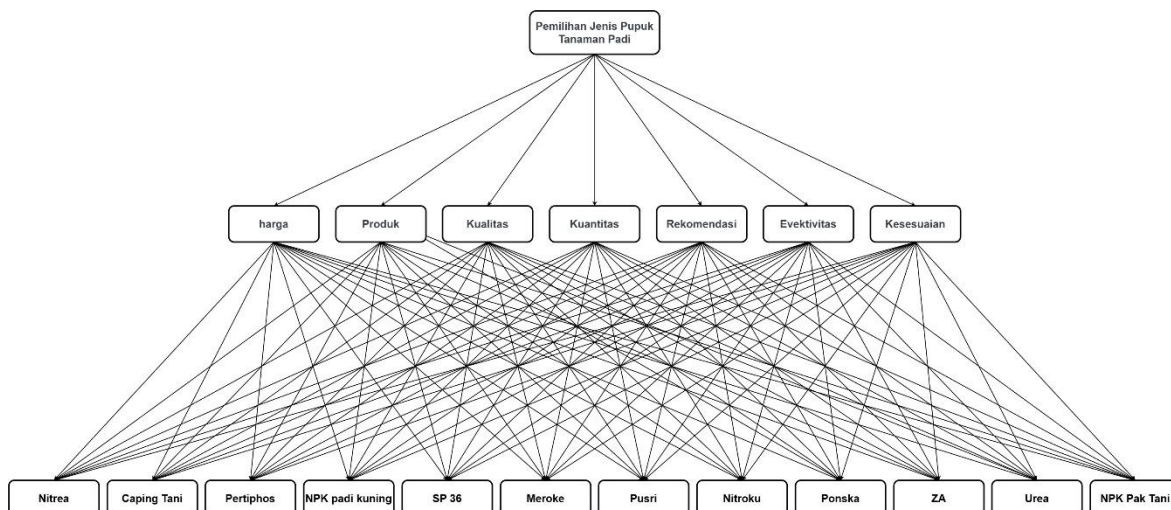 Pemilihan Jenis Pupuk
Tanaman Padi
harga
Produk
Kualitas
Kuantitas
Rekomendasi
Evektivitas
Kesesuaian
Nitrea
Caping Tani
Pertiphos
NPK padi kuning
SP 36
Meroke
Pusri
Nitroku
Ponska
ZA
Urea
NPK Pak Tani